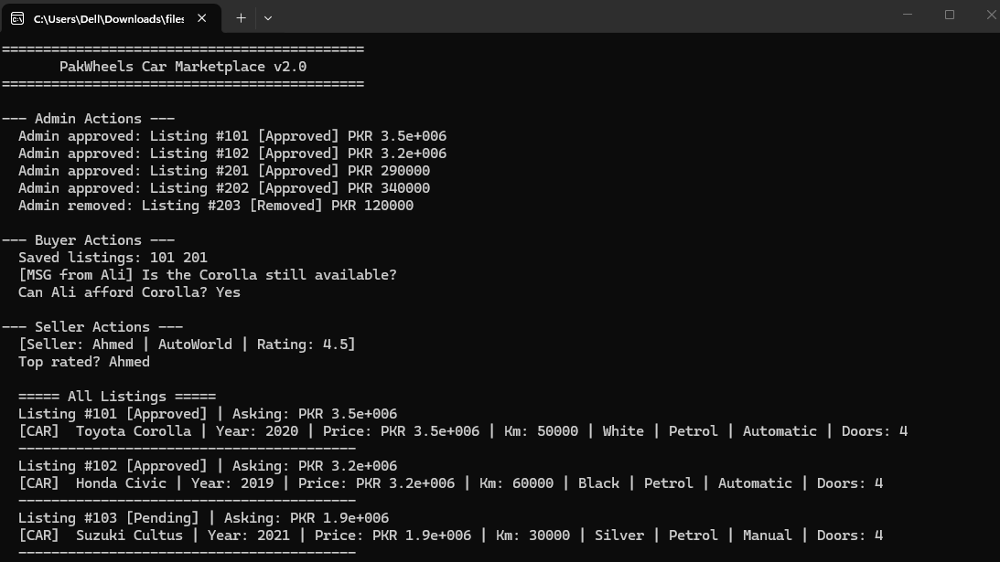 C:\Users\Dell\Downloads\files
==========================================
PakWheels Car Marketplace v2.0
==========================================
--- Admin Actions ---
Admin approved: Listing #101 [Approved] PKR 3.5e+006
Admin approved: Listing #102 [Approved] PKR 3.2e+006
Admin approved: Listing #201 [Approved] PKR 290000
Admin approved: Listing #202 [Approved] PKR 340000
Admin removed: Listing #203 [Removed] PKR 120000
--- Buyer Actions ---
Saved listings: 101 201
[MSG from Ali] Is the Corolla still available?
Can Ali afford Corolla? Yes
--- Seller Actions ---
[Seller: Ahmed | AutoWorld | Rating: 4.5]
Top rated? Ahmed
===== All Listings =====
Listing #101 [Approved] | Asking: PKR 3.5e+006
[CAR]  Toyota Corolla | Year: 2020 | Price: PKR 3.5e+006 | Km: 50000 | White | Petrol | Automatic | Doors: 4
-----------------------------------------
Listing #102 [Approved] | Asking: PKR 3.2e+006
[CAR]  Honda Civic | Year: 2019 | Price: PKR 3.2e+006 | Km: 60000 | Black | Petrol | Automatic | Doors: 4
-----------------------------------------
Listing #103 [Pending] | Asking: PKR 1.9e+006
[CAR]  Suzuki Cultus | Year: 2021 | Price: PKR 1.9e+006 | Km: 30000 | Silver | Petrol | Manual | Doors: 4
-----------------------------------------